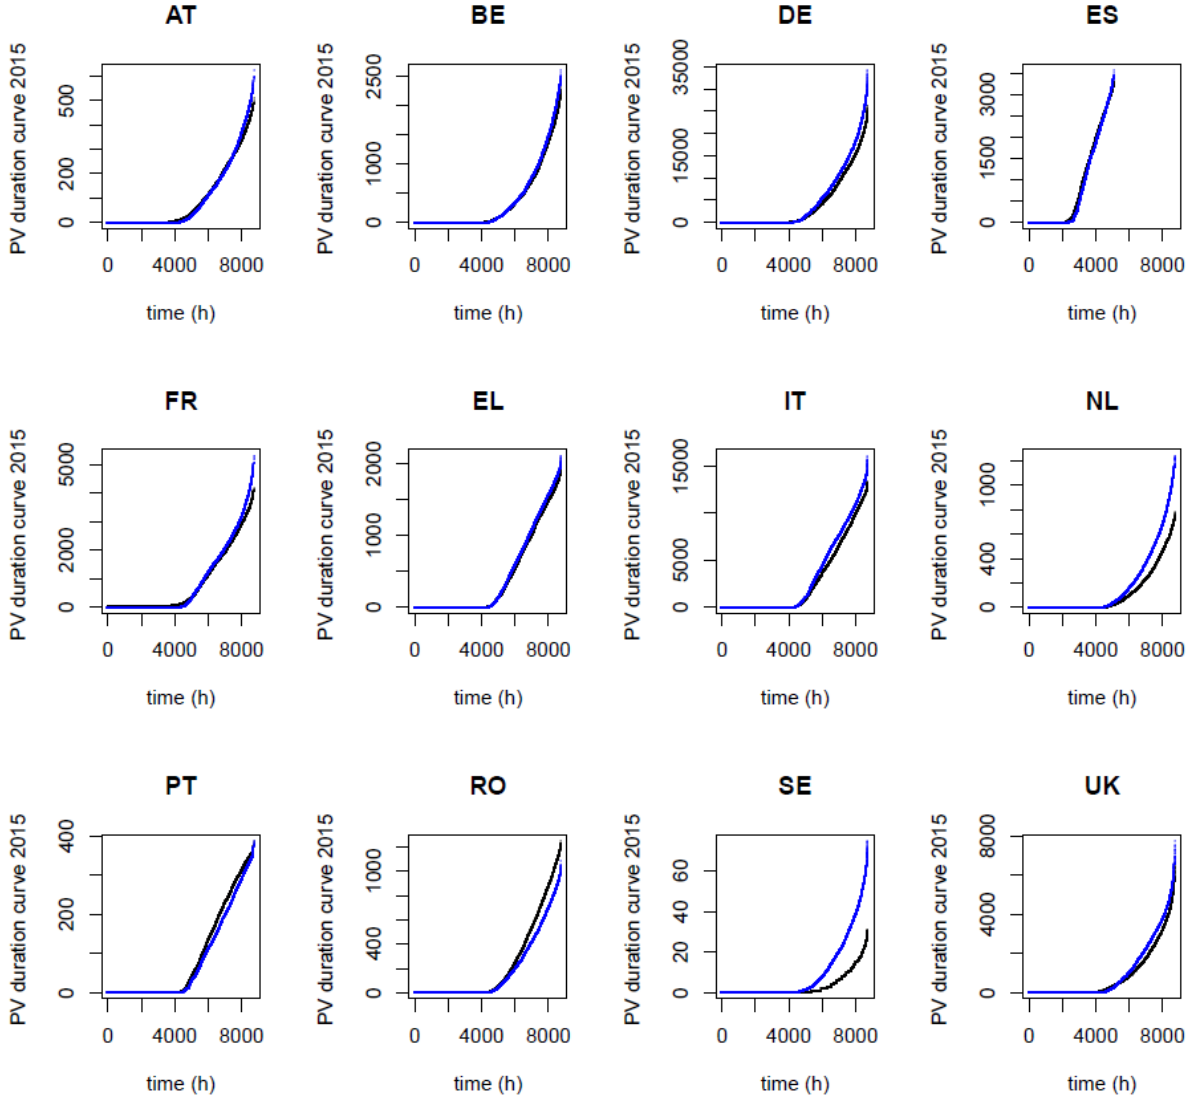 AT BE DE ES
PV duration curve 2015 PV duration curve 2015 PV duration curve 2015 PV duration curve 2015
0 200 500 0 1000 2500 0 15000 35000 0 1500 3000
0 4000 8000 0 4000 8000 0 4000 8000 0 4000 8000
time (h) time (h) time (h) time (h)
FR EL IT NL
PV duration curve 2015 PV duration curve 2015 PV duration curve 2015 PV duration curve 2015
0 2000 5000 0 1000 2000 0 5000 15000 0 400 1000
0 4000 8000 0 4000 8000 0 4000 8000 0 4000 8000
time (h) time (h) time (h) time (h)
PT RO SE UK
PV duration curve 2015 PV duration curve 2015 PV duration curve 2015 PV duration curve 2015
0 200 400 0 400 1000 0 20 40 60 0 4000 8000
0 4000 8000 0 4000 8000 0 4000 8000 0 4000 8000
time (h) time (h) time (h) time (h)